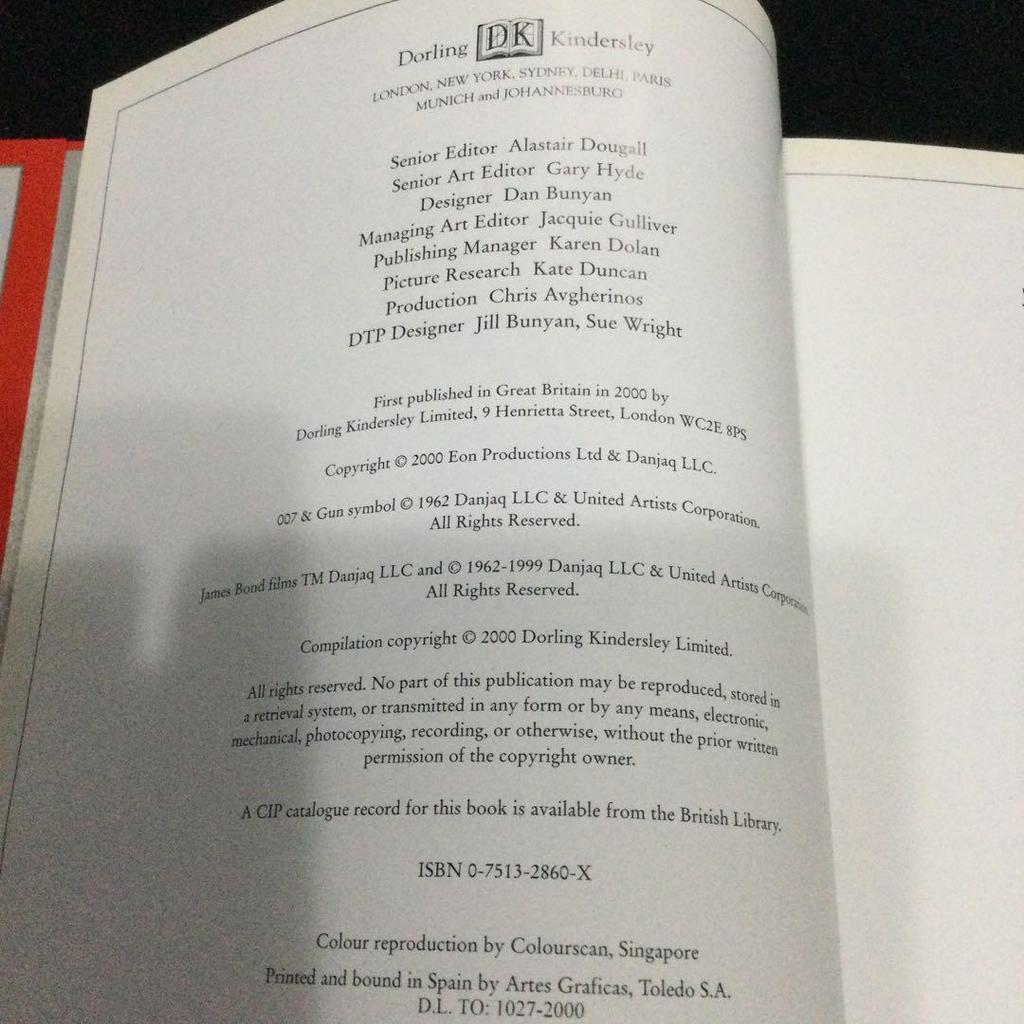 Dorling DK Kindersley
LONDON, NEW YORK, SYDNEY, DELHI, PARIS
MUNICH and JOHANNESBURG
Senior Editor Alastair Dougall
Senior Art Editor Gary Hyde
Designer Dan Bunyan
Managing Art Editor Jacquie Gulliver
Publishing Manager Karen Dolan
Picture Research Kate Duncan
Production Chris Avgherinos
DTP Designer Jill Bunyan, Sue Wright
First published in Great Britain in 2000 by
Dorling Kindersley Limited, 9 Henrietta Street, London WC2E 8PS
Copyright © 2000 Eon Productions Ltd & Danjaq LLC.
007 & Gun symbol © 1962 Danjaq LLC & United Artists Corporation.
All Rights Reserved.
James Bond films TM Danjaq LLC and © 1962-1999 Danjaq LLC & United Artists Corporation
All Rights Reserved.
Compilation copyright © 2000 Dorling Kindersley Limited.
All rights reserved. No part of this publication may be reproduced, stored in
a retrieval system, or transmitted in any form or by any means, electronic,
mechanical, photocopying, recording, or otherwise, without the prior written
permission of the copyright owner.
A CIP catalogue record for this book is available from the British Library.
ISBN 0-7513-2860-X
Colour reproduction by Colourscan, Singapore
Printed and bound in Spain by Artes Graficas, Toledo S.A.
D.L. TO: 1027-2000